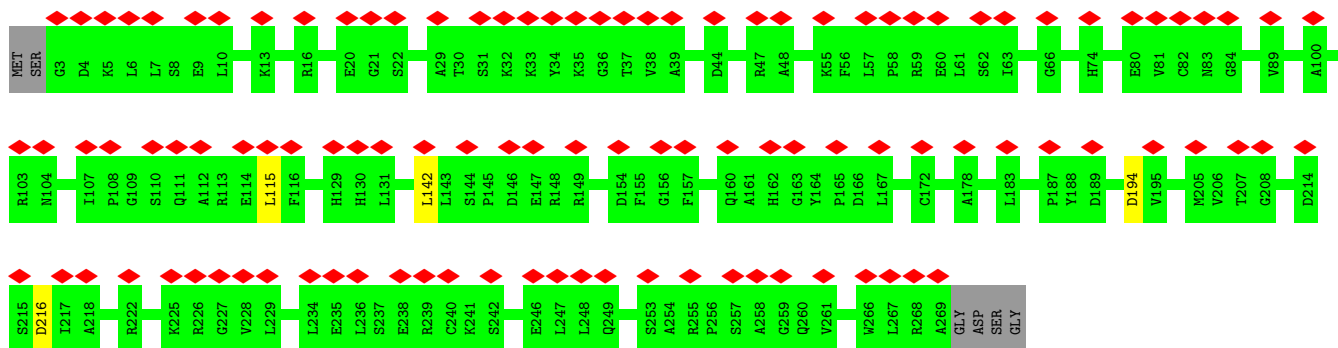 MET SER G3 D4 K5 L6 L7 S8 E9 L10 K13 R16 E20 G21 S22 A29 T30 S31 K32 K33 Y34 K35 G36 T37 V38 A39 D44 R47 A48 K55 F56 L57 P58 R59 E60 L61 S62 I63 G66 H74 E80 V81 C82 N83 G84 V89 A100
R103 N104 I107 P108 G109 S110 Q111 A112 R113 E114 L115 F116 H129 H130 L131 L142 L143 S144 P145 D146 E147 R148 R149 D154 F155 G156 F157 Q160 A161 H162 G163 Y164 P165 D166 L167 C172 A178 L183 P187 Y188 D189 D194 V195 M205 V206 T207 G208 D214
S215 D216 I217 A218 R222 K225 R226 G227 V228 L229 L234 E235 L236 S237 E238 R239 C240 K241 S242 E246 L247 L248 Q249 S253 A254 R255 P256 S257 A258 G259 Q260 V261 W266 L267 R268 A269 GLY ASP SER GLY